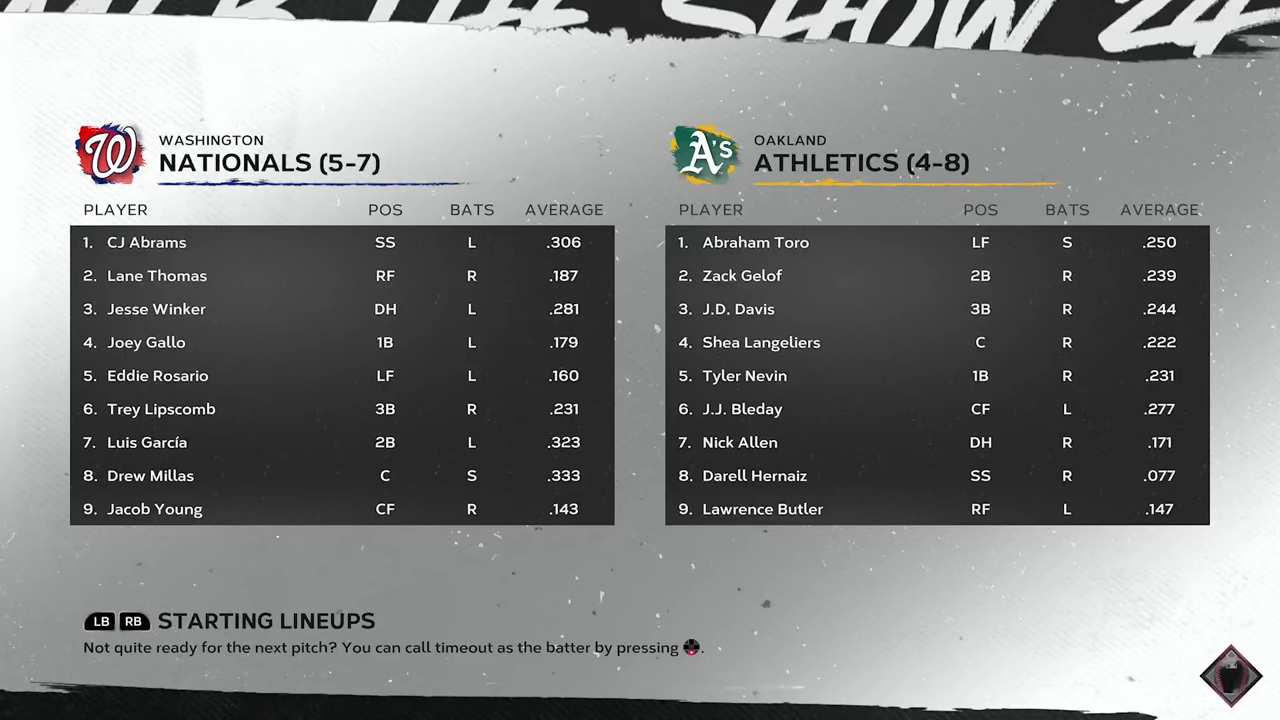 THE SHOW 24
WASHINGTON
NATIONALS (5-7)
PLAYER POS BATS AVERAGE
1. CJ Abrams SS L .306
2. Lane Thomas RF R .187
3. Jesse Winker DH L .281
4. Joey Gallo 1B L .179
5. Eddie Rosario LF L .160
6. Trey Lipscomb 3B R .231
7. Luis García 2B L .323
8. Drew Millas C S .333
9. Jacob Young CF R .143
OAKLAND
ATHLETICS (4-8)
PLAYER POS BATS AVERAGE
1. Abraham Toro LF S .250
2. Zack Gelof 2B R .239
3. J.D. Davis 3B R .244
4. Shea Langeliers C R .222
5. Tyler Nevin 1B R .231
6. J.J. Bleday CF L .277
7. Nick Allen DH R .171
8. Darell Hernaiz SS R .077
9. Lawrence Butler RF L .147
LB RB STARTING LINEUPS
Not quite ready for the next pitch? You can call timeout as the batter by pressing .
W
A's